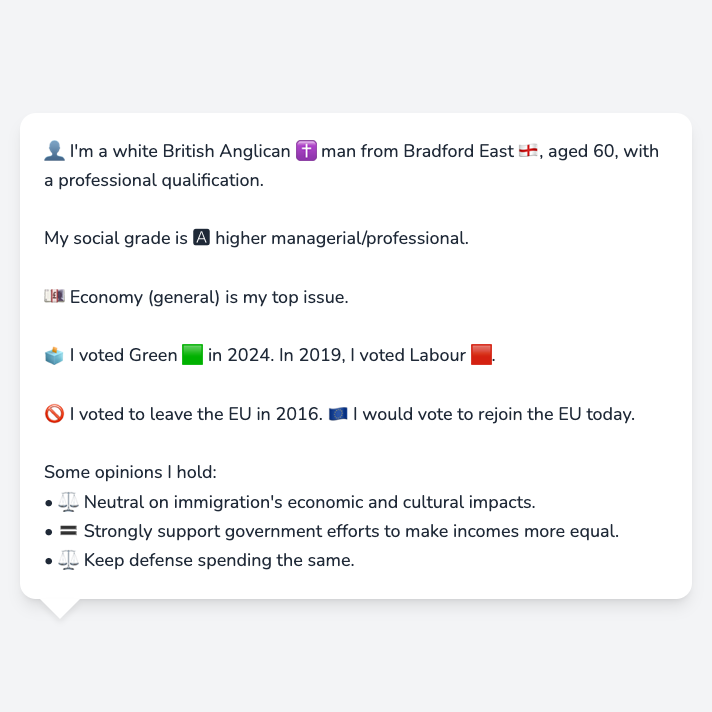 👤 I'm a white British Anglican ✝️ man from Bradford East 🏴󠁧󠁢󠁥󠁮󠁧󠁿, aged 60, with
a professional qualification.
My social grade is 🅰 higher managerial/professional.
💷 Economy (general) is my top issue.
🗳️ I voted Green 🟩 in 2024. In 2019, I voted Labour 🟥.
🚫 I voted to leave the EU in 2016. 🇪🇺 I would vote to rejoin the EU today.
Some opinions I hold:
• ⚖️ Neutral on immigration's economic and cultural impacts.
• 🟰 Strongly support government efforts to make incomes more equal.
• ⚖️ Keep defense spending the same.